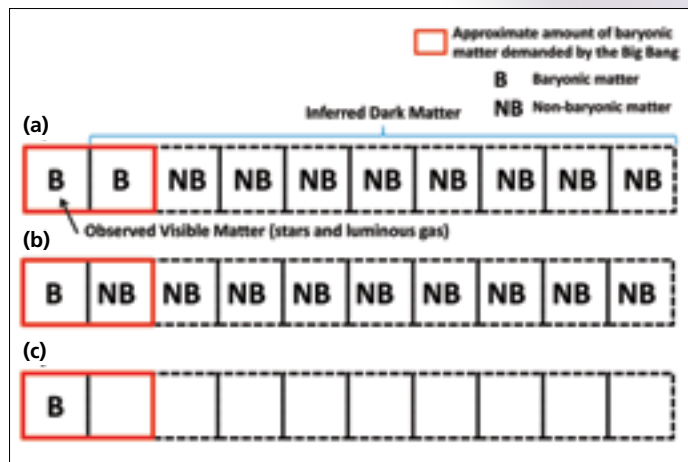 Approximate amount of baryonic
matter demanded by the Big Bang
B Baryonic matter
NB Non-baryonic matter
Inferred Dark Matter
(a)
B B NB NB NB NB NB NB NB NB
Observed Visible Matter (stars and luminous gas)
(b)
B NB NB NB NB NB NB NB NB NB
(c)
B